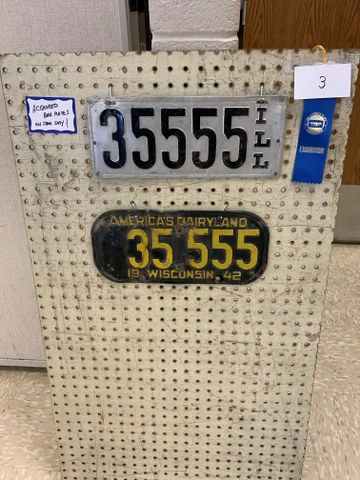 ACQUIRED
BOTH PLATES
ON SAME DAY!
35555 ILL
3
EXHIBITOR
AMERICA'S DAIRYLAND
35 555
19 WISCONSIN 42